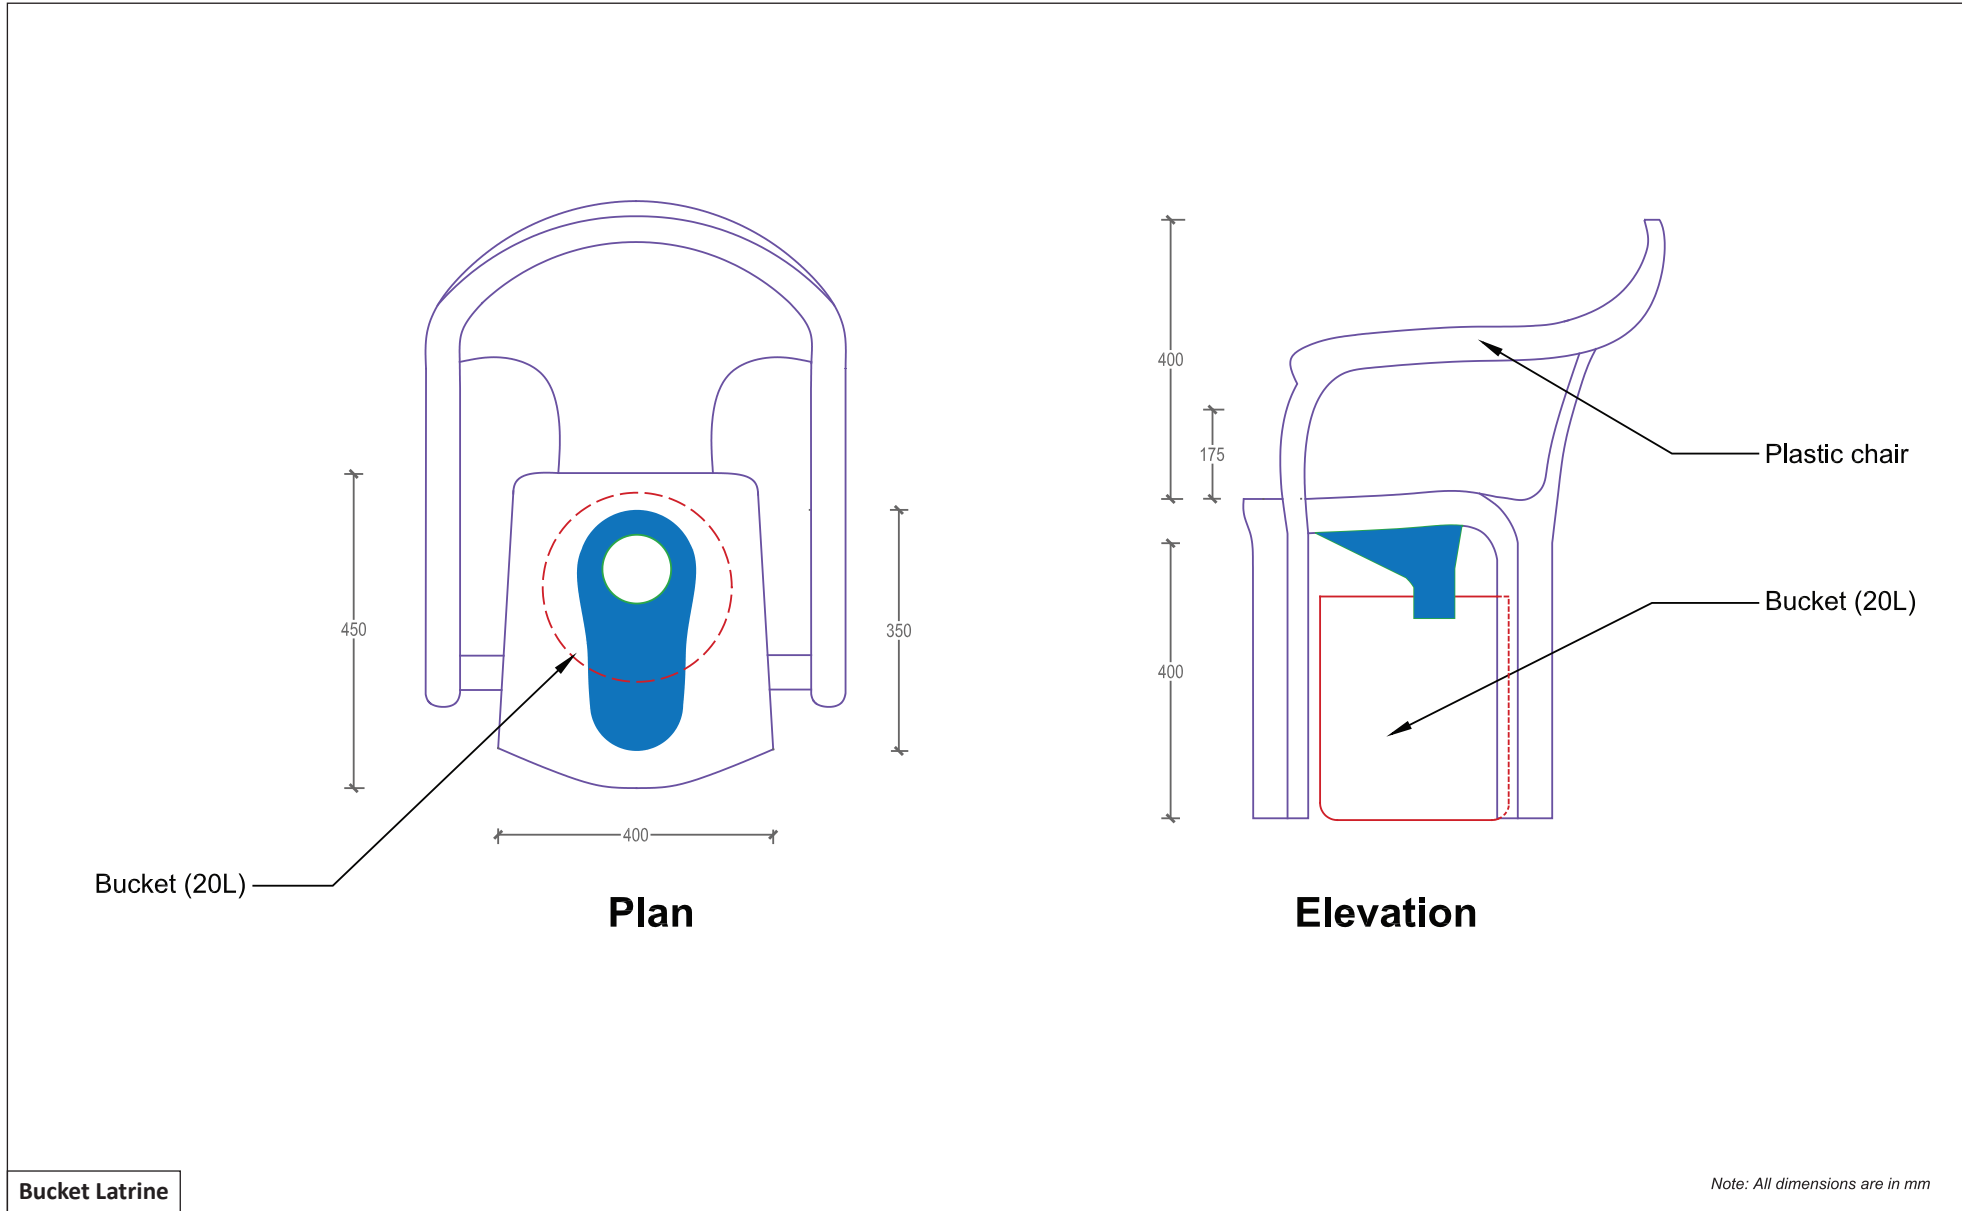 400
400
175
Plastic chair
450
350
Bucket (20L)
400
400
Bucket (20L)
Plan
Elevation
Bucket Latrine
Note: All dimensions are in mm